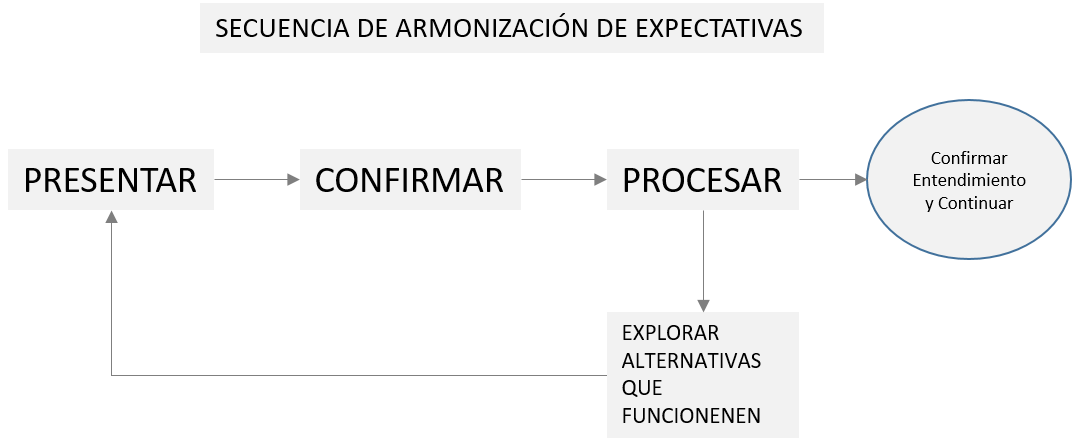 SECUENCIA DE ARMONIZACIÓN DE EXPECTATIVAS
PRESENTAR
CONFIRMAR
PROCESAR
Confirmar
Entendimiento
y Continuar
EXPLORAR
ALTERNATIVAS
QUE
FUNCIONENEN